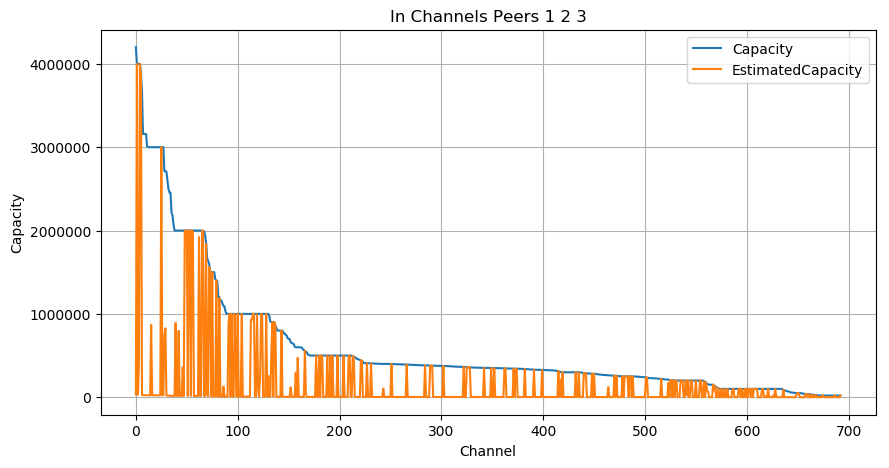 In Channels Peers 1 2 3
Capacity
EstimatedCapacity
4000000
3000000
2000000
1000000
0
Capacity
0 100 200 300 400 500 600 700
Channel